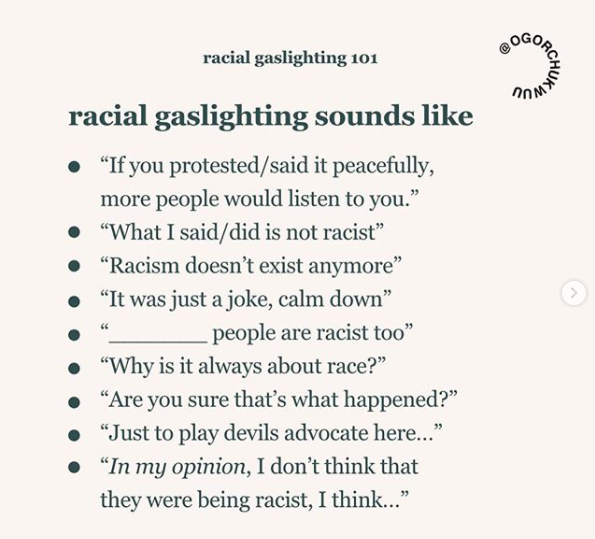 @OGORCHUKWUU
racial gaslighting 101
racial gaslighting sounds like
● “If you protested/said it peacefully,
more people would listen to you.”
● “What I said/did is not racist”
● “Racism doesn’t exist anymore”
● “It was just a joke, calm down”
● “________ people are racist too”
● “Why is it always about race?”
● “Are you sure that’s what happened?”
● “Just to play devils advocate here...”
● “In my opinion, I don’t think that
they were being racist, I think...”